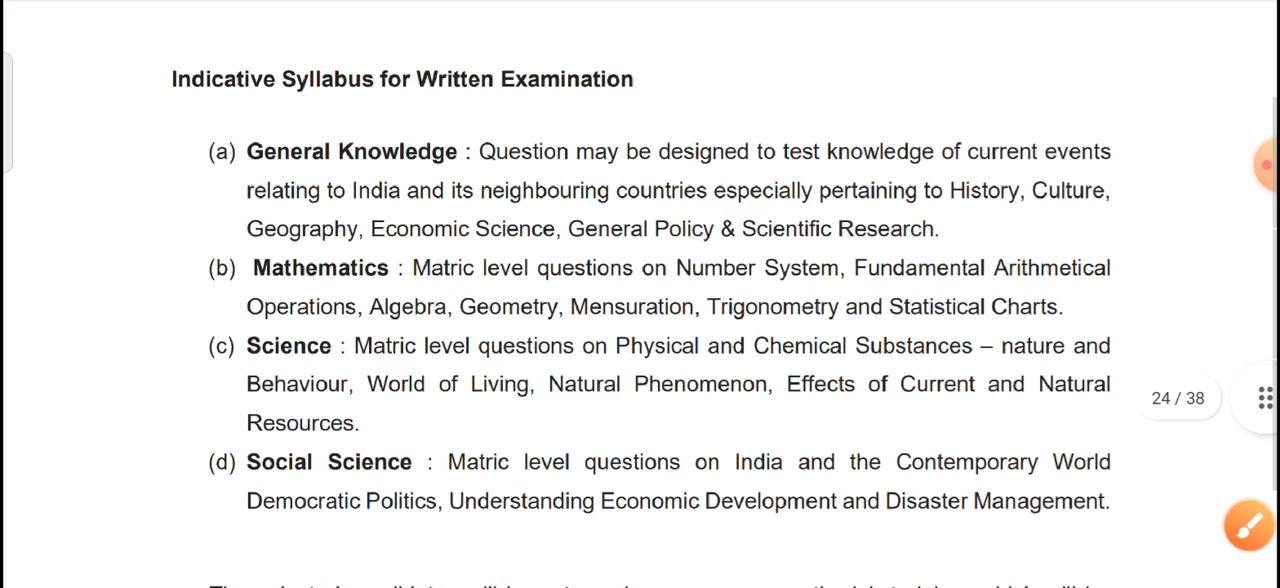 Indicative Syllabus for Written Examination
(a) General Knowledge : Question may be designed to test knowledge of current events
relating to India and its neighbouring countries especially pertaining to History, Culture,
Geography, Economic Science, General Policy & Scientific Research.
(b) Mathematics : Matric level questions on Number System, Fundamental Arithmetical
Operations, Algebra, Geometry, Mensuration, Trigonometry and Statistical Charts.
(c) Science : Matric level questions on Physical and Chemical Substances – nature and
Behaviour, World of Living, Natural Phenomenon, Effects of Current and Natural
Resources.
24 / 38
(d) Social Science : Matric level questions on India and the Contemporary World
Democratic Politics, Understanding Economic Development and Disaster Management.